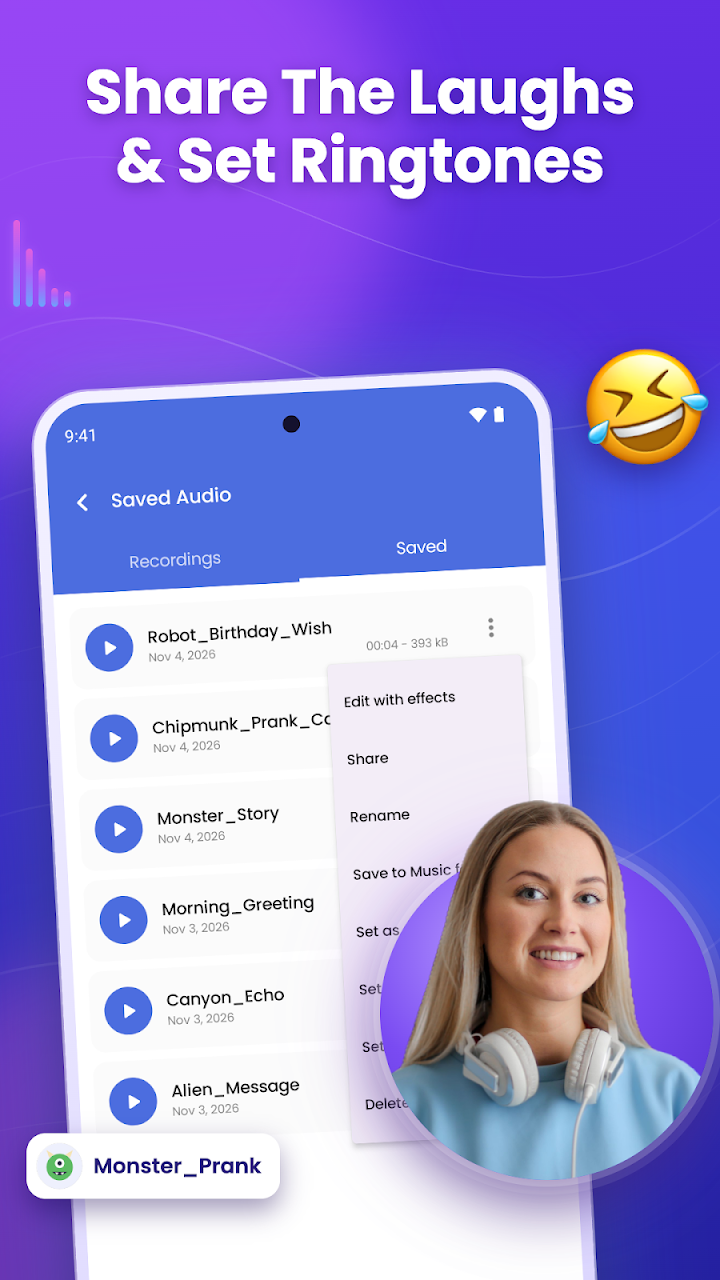 Share The Laughs
& Set Ringtones
9:41
Saved Audio
Recordings
Saved
Robot_Birthday_Wish
Nov 4, 2026
00:04 - 393 kB
Edit with effects
Chipmunk_Prank_
Nov 4, 2026
Share
Monster_Story
Nov 4, 2026
Rename
Save to Music
Morning_Greeting
Nov 3, 2026
Set as
Canyon_Echo
Nov 3, 2026
Set
Set
Alien_Message
Nov 3, 2026
Delete
Monster_Prank